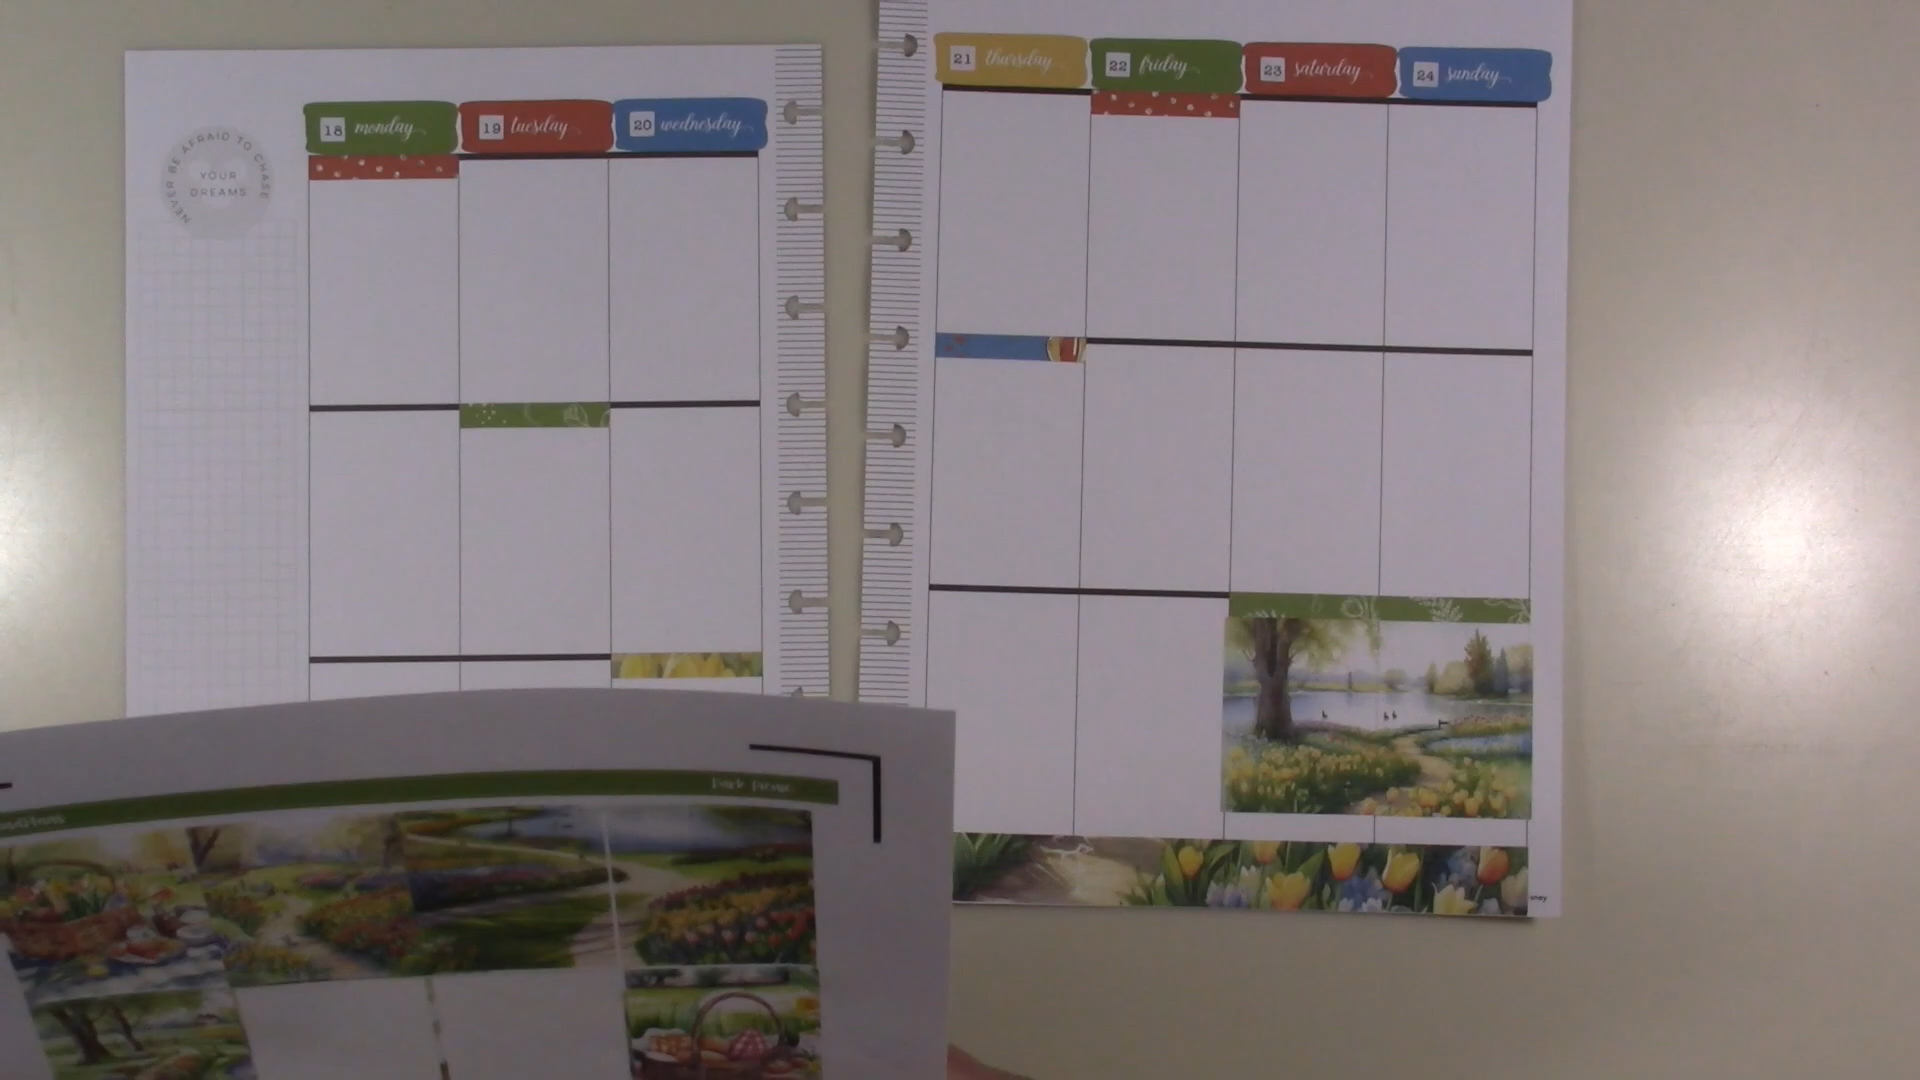 18 monday
19 tuesday
20 wednesday
21 thursday
22 friday
23 saturday
24 sunday
NEVER BE AFRAID TO CHASE
YOUR
DREAMS
Park Picnic